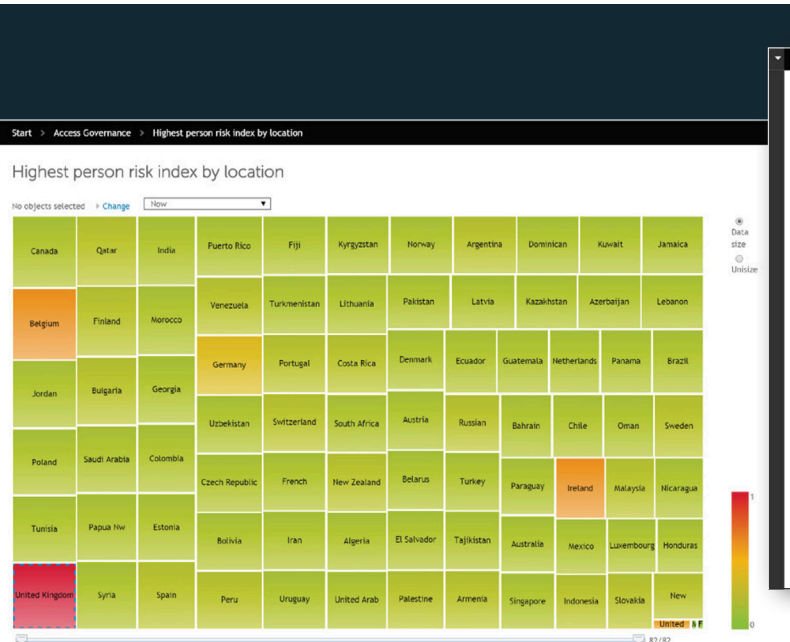 Start > Access Governance > Highest person risk index by location
Highest person risk index by location
No objects selected Change Now
Data size
Unisize
Canada Qatar India Puerto Rico Fiji Kyrgyzstan Norway Argentina Dominican Kuwait Jamaica
Belgium Finland Morocco Venezuela Turkmenistan Lithuania Pakistan Latvia Kazakhstan Azerbaijan Lebanon
Jordan Bulgaria Georgia Germany Portugal Costa Rica Denmark Ecuador Guatemala Netherlands Panama Brazil
Uzbekistan Switzerland South Africa Austria Russian Bahrain Chile Oman Sweden
Poland Saudi Arabia Colombia Czech Republic French New Zealand Belarus Turkey Paraguay Ireland Malaysia Nicaragua
Tunisia Papua Nw Estonia Bolivia Iran Algeria El Salvador Tajikistan Australia Mexico Luxembourg Honduras
United Kingdom Syria Spain Peru Uruguay United Arab Palestine Armenia Singapore Indonesia Slovakia New
United
1
0
82/82